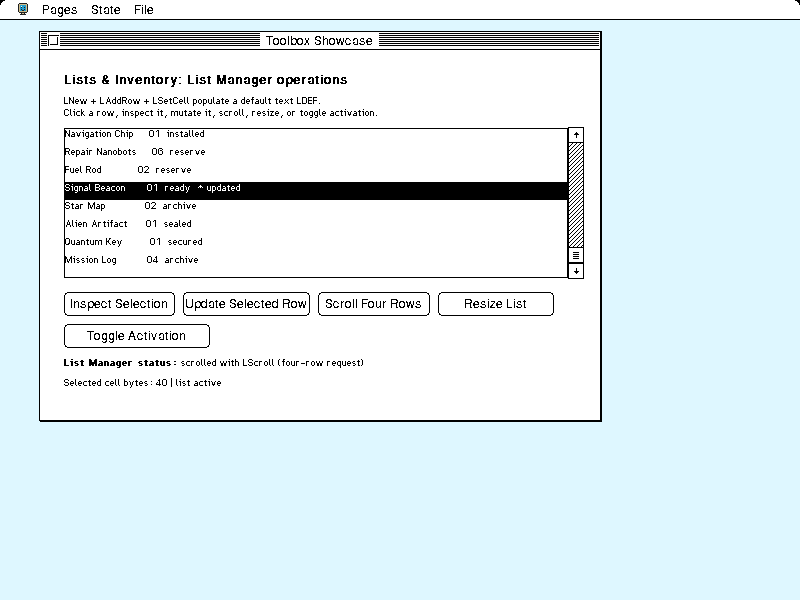 Pages State File
Toolbox Showcase
Lists & Inventory: List Manager operations
LNew + LAddRow + LSetCell populate a default text LDEF.
Click a row, inspect it, mutate it, scroll, resize, or toggle activation.
Navigation Chip 01 installed
Repair Nanobots 06 reserve
Fuel Rod 02 reserve
Signal Beacon 01 ready * updated
Star Map 02 archive
Alien Artifact 01 sealed
Quantum Key 01 secured
Mission Log 04 archive
Inspect Selection Update Selected Row Scroll Four Rows Resize List
Toggle Activation
List Manager status: scrolled with LScroll (four-row request)
Selected cell bytes: 40 | list active